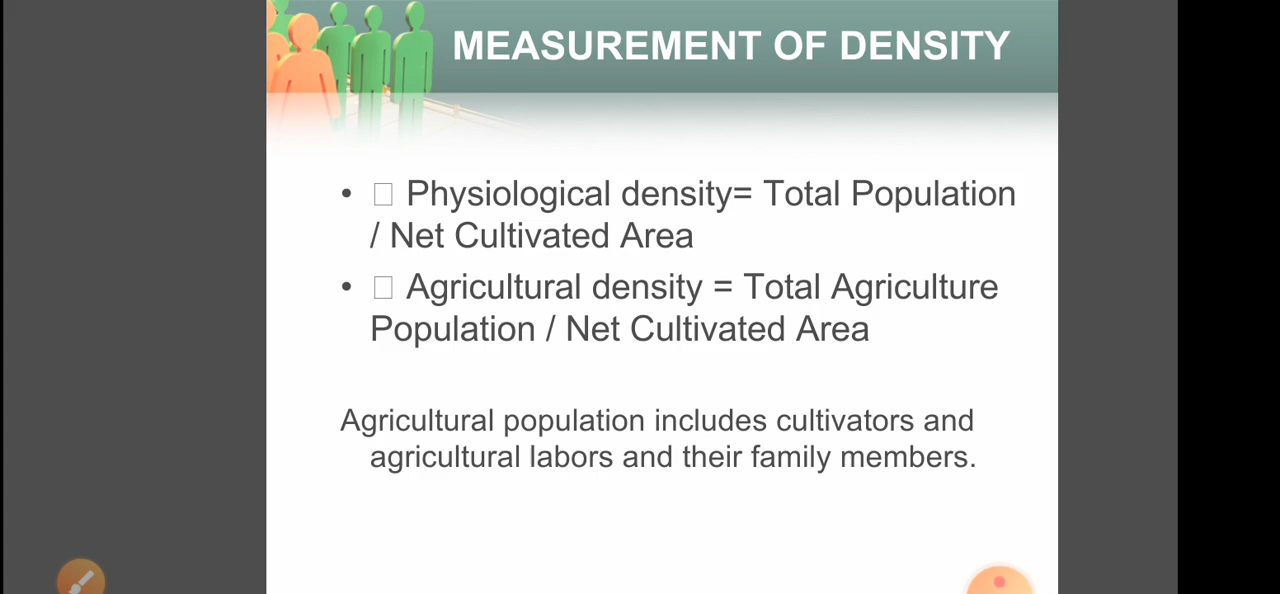 MEASUREMENT OF DENSITY
• □ Physiological density= Total Population
/ Net Cultivated Area
• □ Agricultural density = Total Agriculture
Population / Net Cultivated Area
Agricultural population includes cultivators and
agricultural labors and their family members.